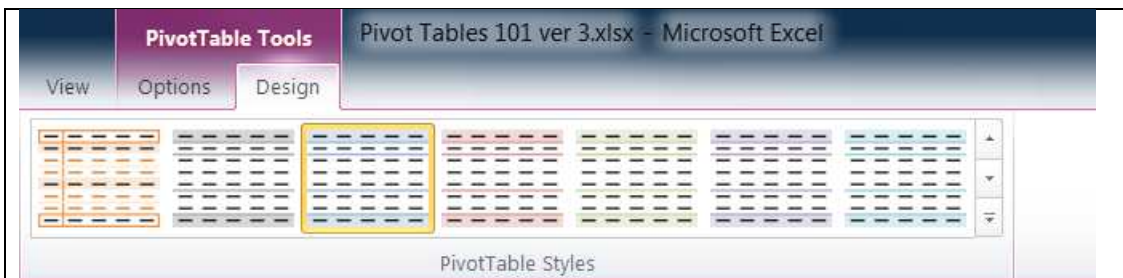 PivotTable Tools Pivot Tables 101 ver 3.xlsx - Microsoft Excel
View Options Design
PivotTable Styles